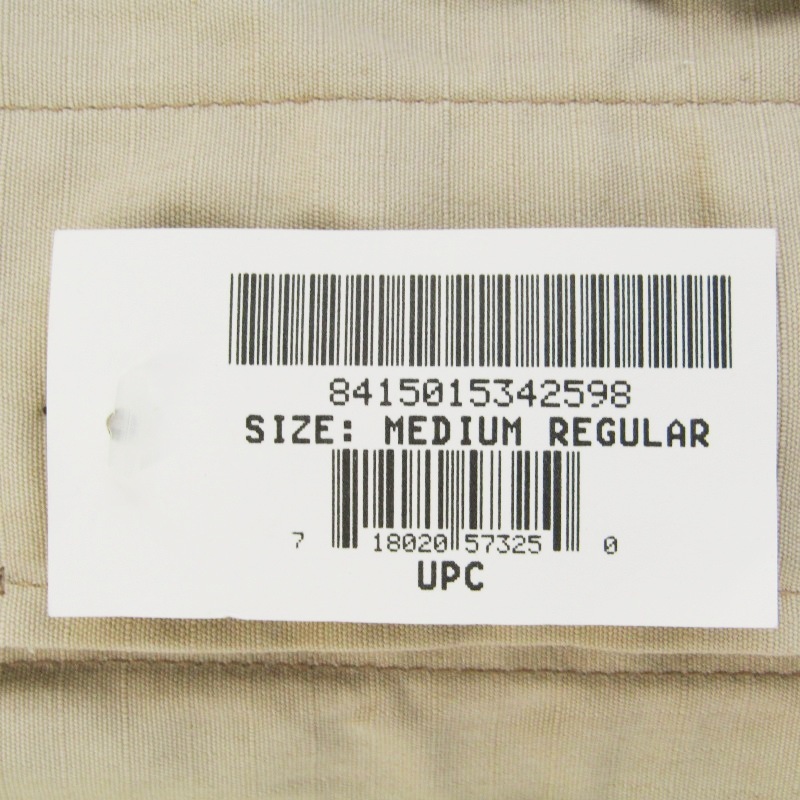 8415015342598
SIZE: MEDIUM REGULAR
7 18020 57325 0
UPC